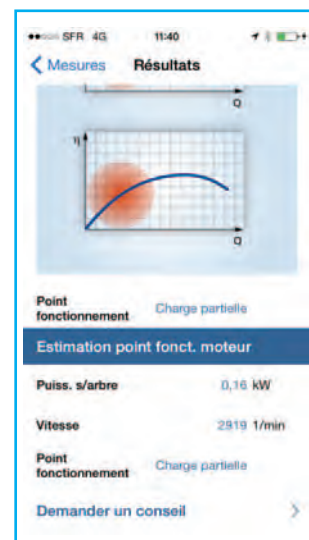 SFR 4G 11:40
Mesures Résultats
Q
η
Q
Point
fonctionnement Charge partielle
Estimation point fonct. moteur
Puiss. s/arbre 0,16 kW
Vitesse 2919 1/min
Point
fonctionnement Charge partielle
Demander un conseil